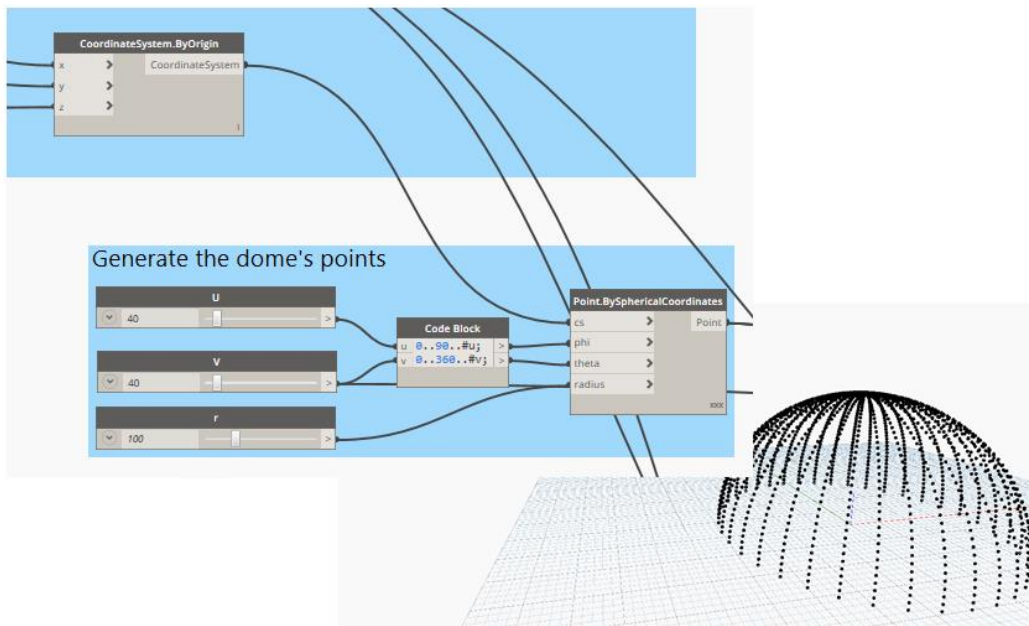 CoordinateSystem.ByOrigin
x > CoordinateSystem
y >
z >
Generate the dome's points
U
40 >
V
40 >
r
100 >
Code Block
u 0..90..#u; >
v 0..360..#v; >
Point.BySphericalCoordinates
cs > Point
phi >
theta >
radius >
xxx